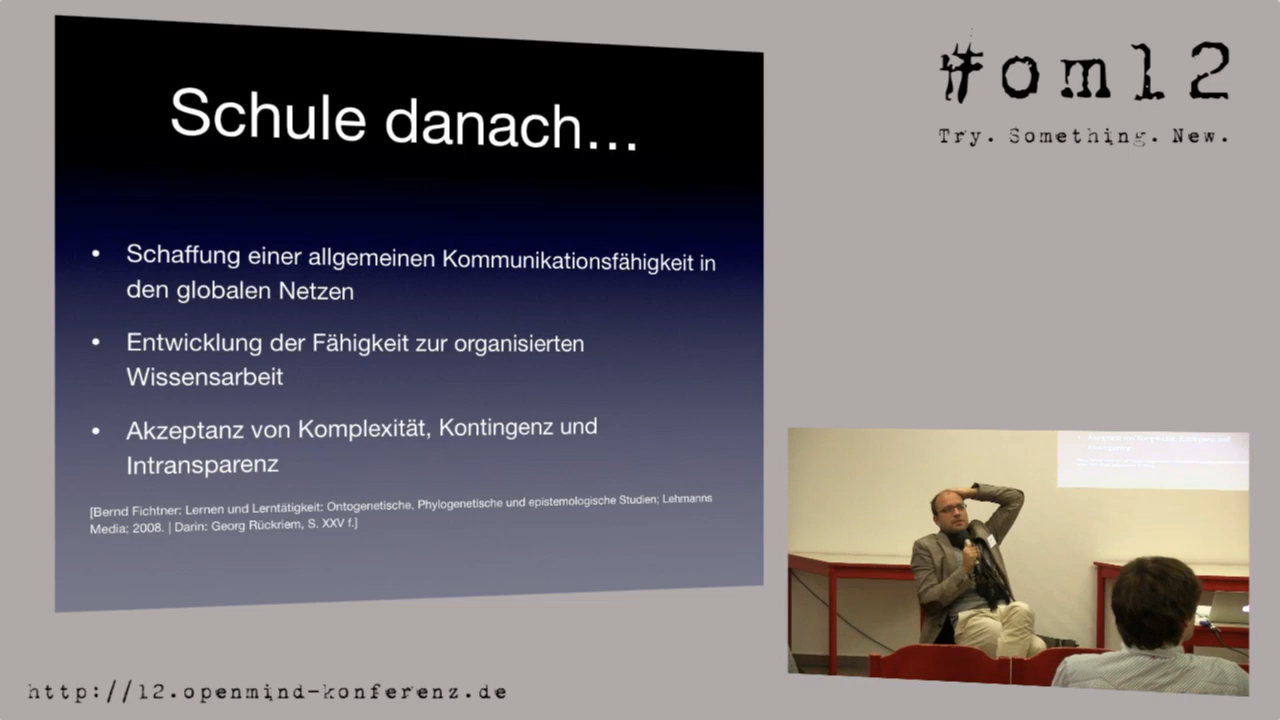 Schule danach...
• Schaffung einer allgemeinen Kommunikationsfähigkeit in
den globalen Netzen
• Entwicklung der Fähigkeit zur organisierten
Wissensarbeit
• Akzeptanz von Komplexität, Kontingenz und
Intransparenz
[Bernd Fichtner: Lernen und Lerntätigkeit: Ontogenetische, Phylogenetische und epistemologische Studien; Lehmanns
Media; 2008. | Darin: Georg Rückriem, S. XXV f.]
#om12
Try. Something. New.
http://12.openmind-konferenz.de